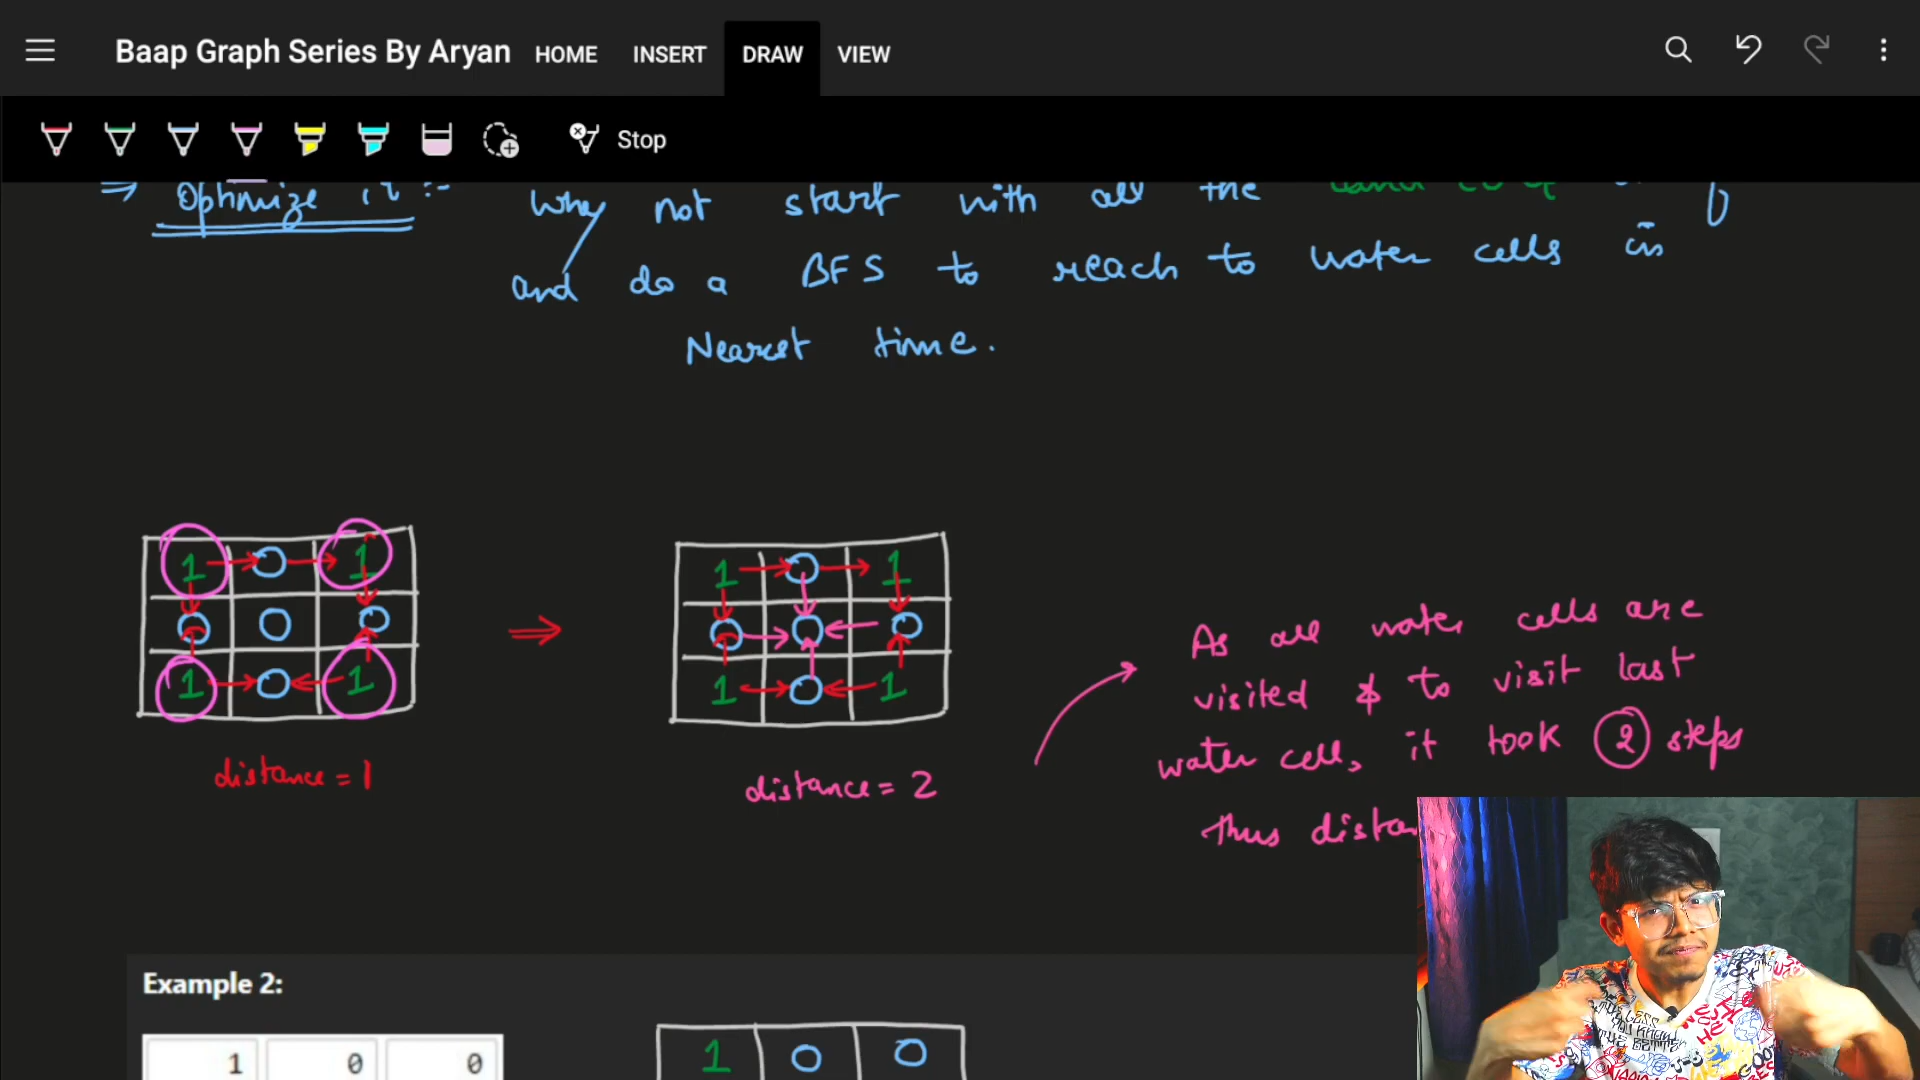 Baap Graph Series By Aryan HOME INSERT DRAW VIEW
Stop
⇒ Optimize it :- Why not start with all the land
and do a BFS to reach to water cells in
Nearest time.
1 → 0 → 1
0 0 0
1 → 0 ← 1
distance = 1
⇒
1 → 0 → 1
0 → 0 ← 0
1 → 0 ← 1
distance = 2
As all water cells are
visited & to visit last
water cell, it took 2 steps
thus
Example 2:
1 0 0
1 0 0